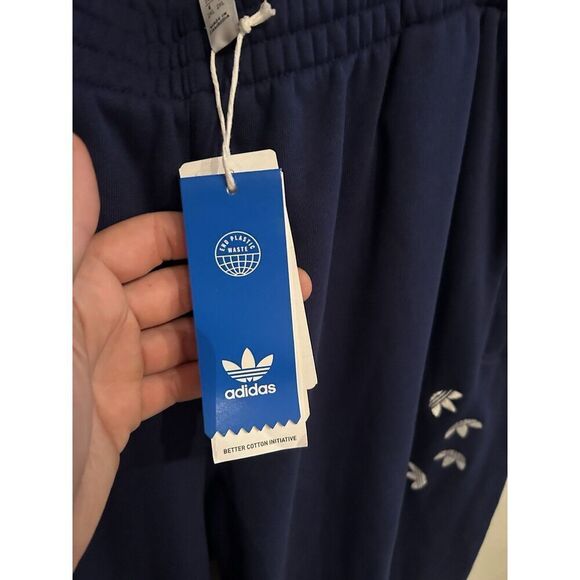 END PLASTIC
WASTE
adidas
BETTER COTTON INITIATIVE